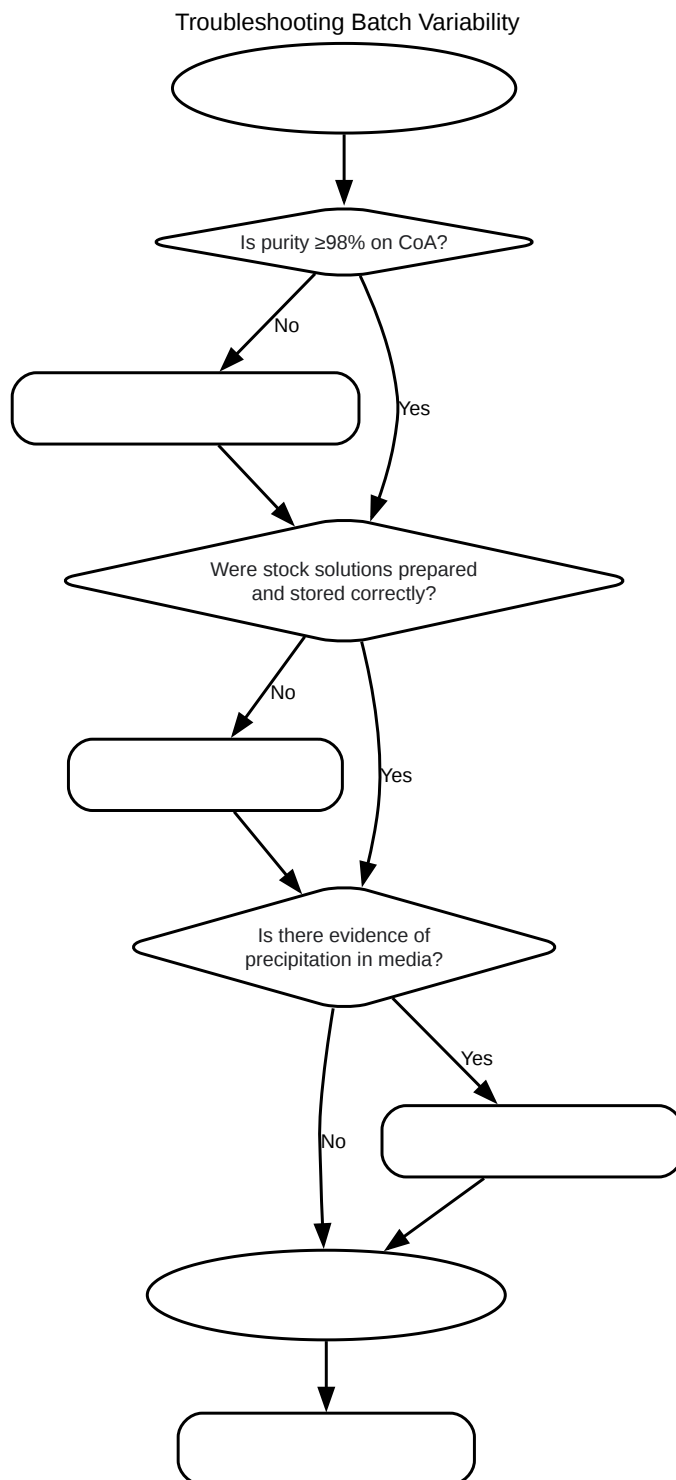 Troubleshooting Batch Variability
Is purity ≥98% on CoA?
No
Yes
Were stock solutions prepared
and stored correctly?
No
Yes
Is there evidence of
precipitation in media?
Yes
No